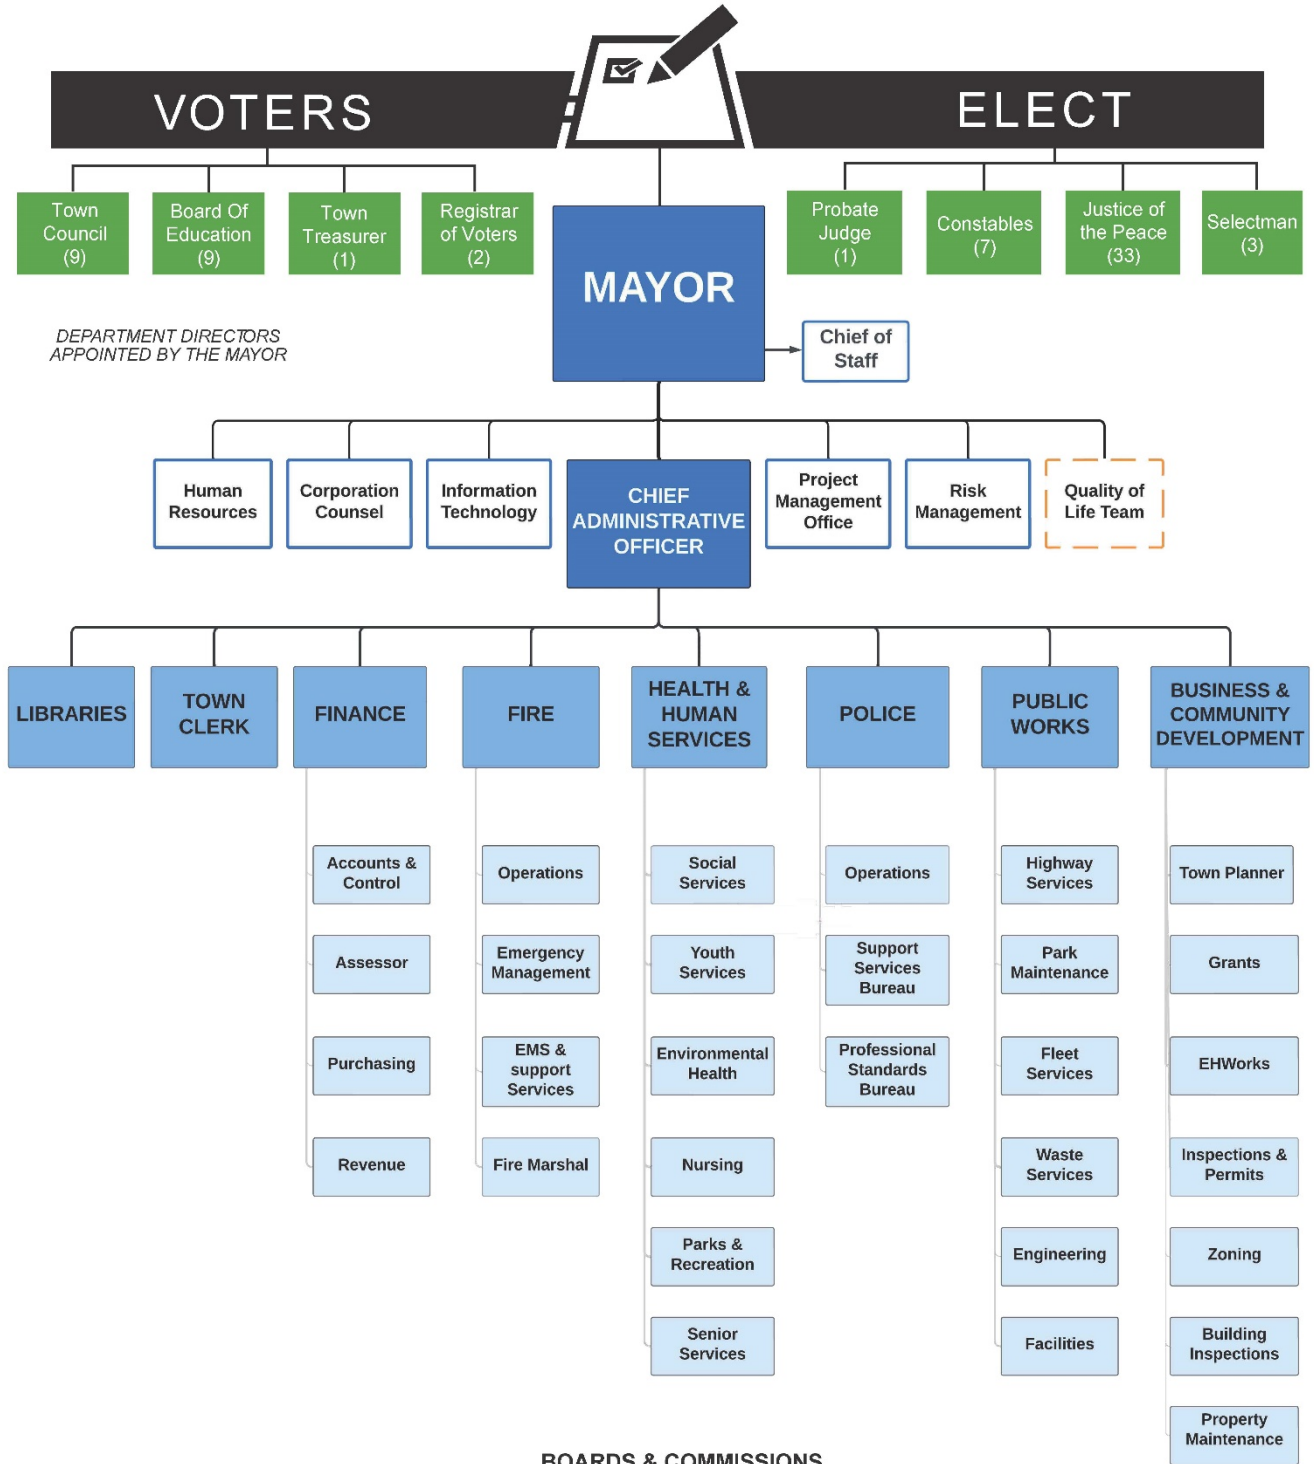 VOTERS
ELECT
Town
Council
(9)
Board Of
Education
(9)
Town
Treasurer
(1)
Registrar
of Voters
(2)
Probate
Judge
(1)
Constables
(7)
Justice of
the Peace
(33)
Selectman
(3)
MAYOR
DEPARTMENT DIRECTORS
APPOINTED BY THE MAYOR
Chief of
Staff
Human
Resources
Corporation
Counsel
Information
Technology
CHIEF
ADMINISTRATIVE
OFFICER
Project
Management
Office
Risk
Management
Quality of
Life Team
LIBRARIES
TOWN
CLERK
FINANCE
FIRE
HEALTH &
HUMAN
SERVICES
POLICE
PUBLIC
WORKS
BUSINESS &
COMMUNITY
DEVELOPMENT
Accounts &
Control
Assessor
Purchasing
Revenue
Operations
Emergency
Management
EMS &
support
Services
Fire Marshal
Social
Services
Youth
Services
Environmental
Health
Nursing
Parks &
Recreation
Senior
Services
Operations
Support
Services
Bureau
Professional
Standards
Bureau
Highway
Services
Park
Maintenance
Fleet
Services
Waste
Services
Engineering
Facilities
Town Planner
Grants
EHWorks
Inspections &
Permits
Zoning
Building
Inspections
Property
Maintenance
BOARDS & COMMISSIONS